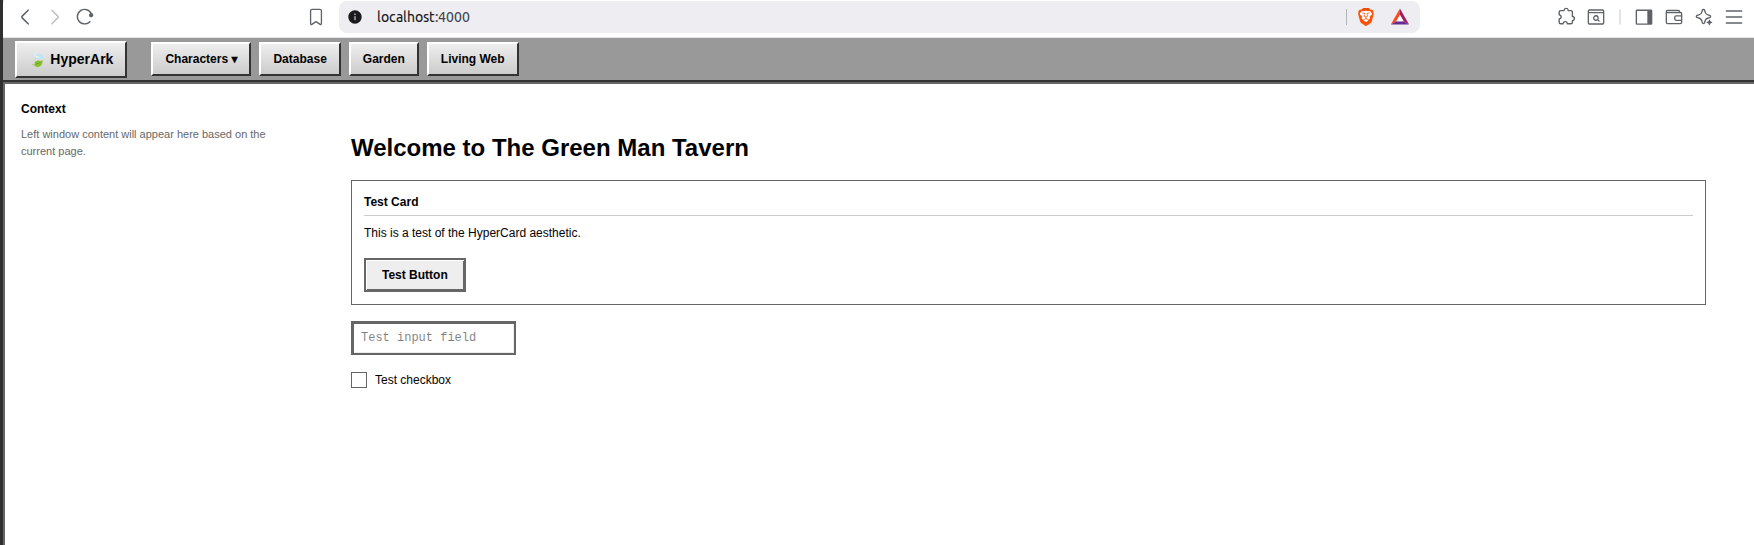 localhost:4000
HyperArk
Characters ▾
Database
Garden
Living Web
Context
Left window content will appear here based on the
current page.
Welcome to The Green Man Tavern
Test Card
This is a test of the HyperCard aesthetic.
Test Button
Test input field
Test checkbox